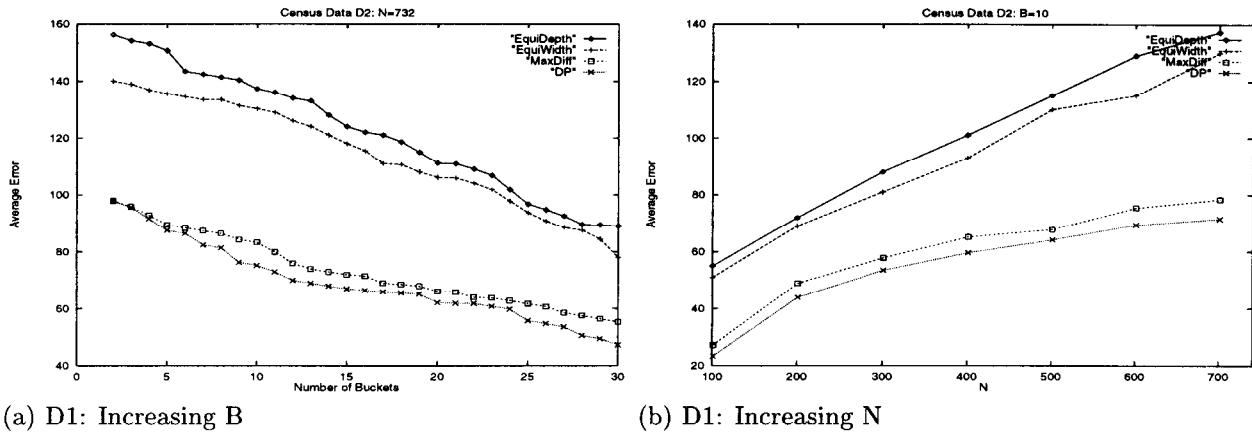 Census Data D2: N=732
160
140
120
100
80
60
40
0
5
10
15
20
25
30
Average Error
Number of Buckets
"EquiDepth"
"EquiWidth"
"MaxDiff"
"DP"
(a) D1: Increasing B
Census Data D2: B=10
140
120
100
80
60
40
20
100
200
300
400
500
600
700
Average Error
N
"EquiDepth"
"EquiWidth"
"MaxDiff"
"DP"
(b) D1: Increasing N